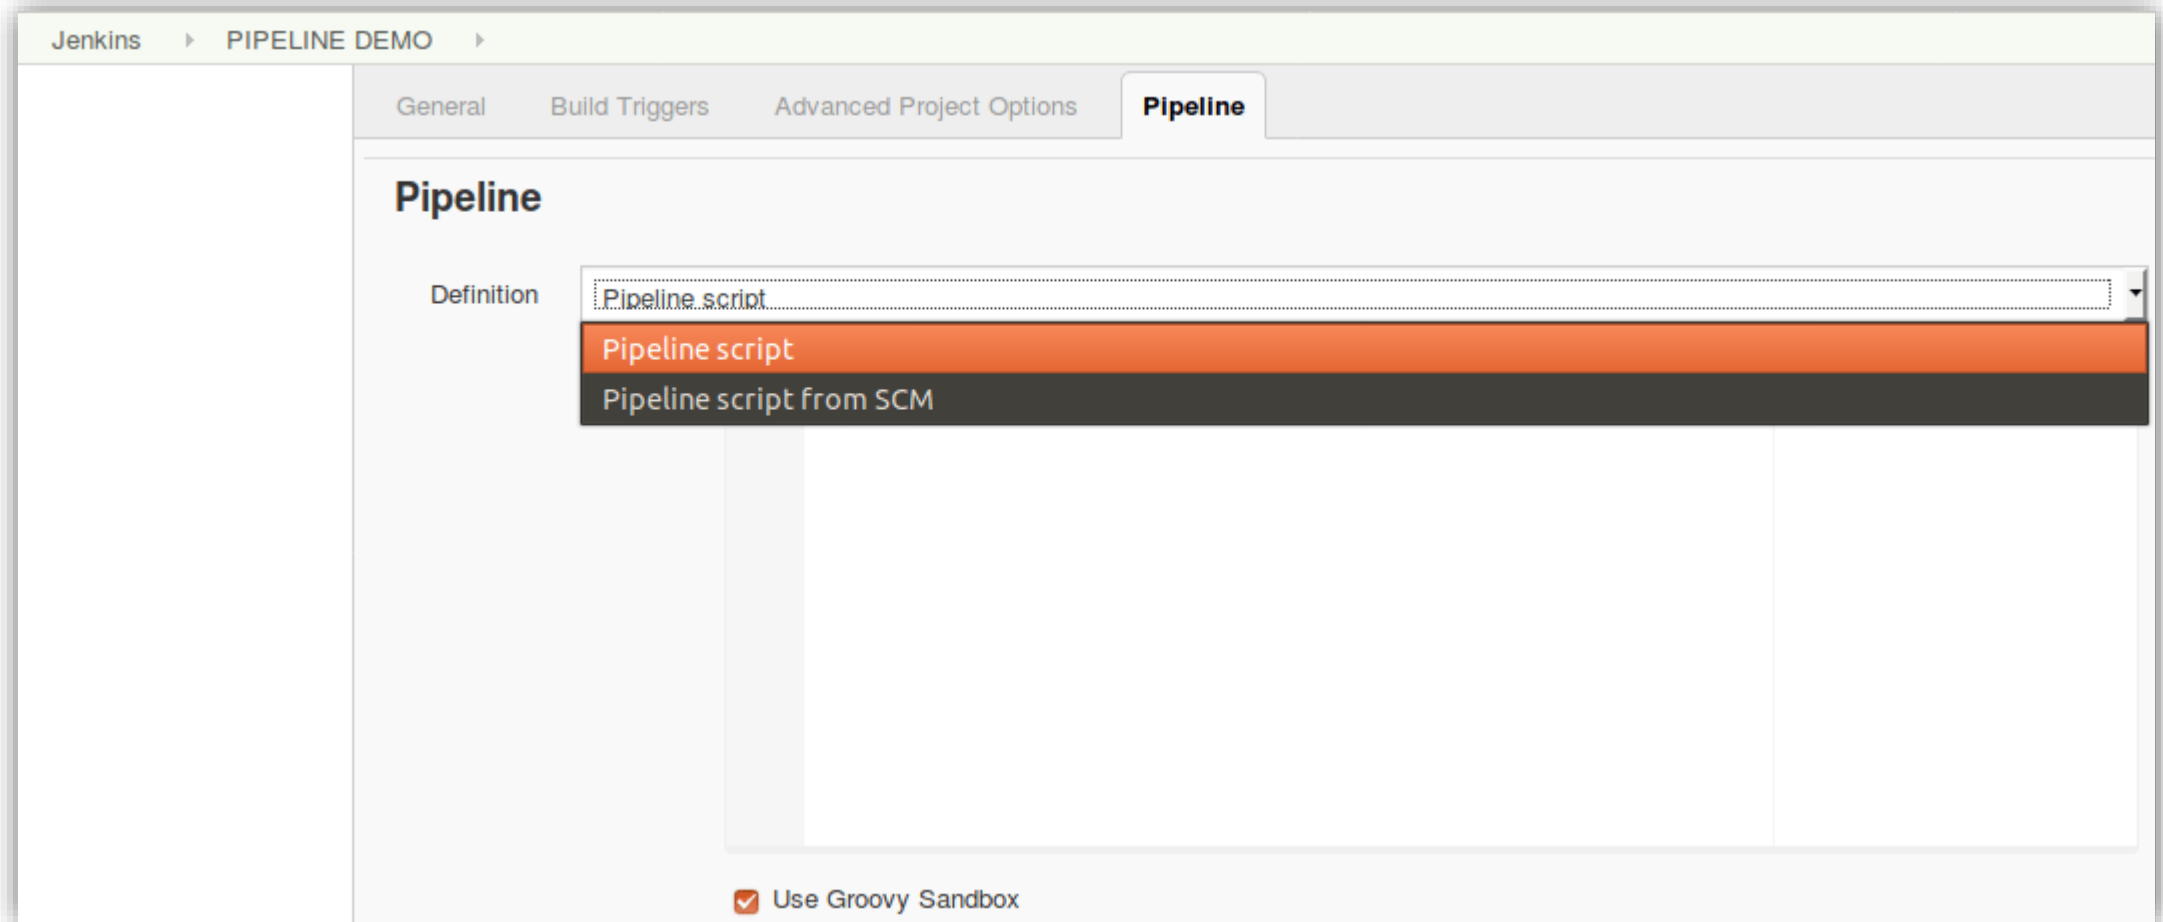 Jenkins PIPELINE DEMO
General Build Triggers Advanced Project Options Pipeline
Pipeline
Definition Pipeline script
Pipeline script
Pipeline script from SCM
Use Groovy Sandbox